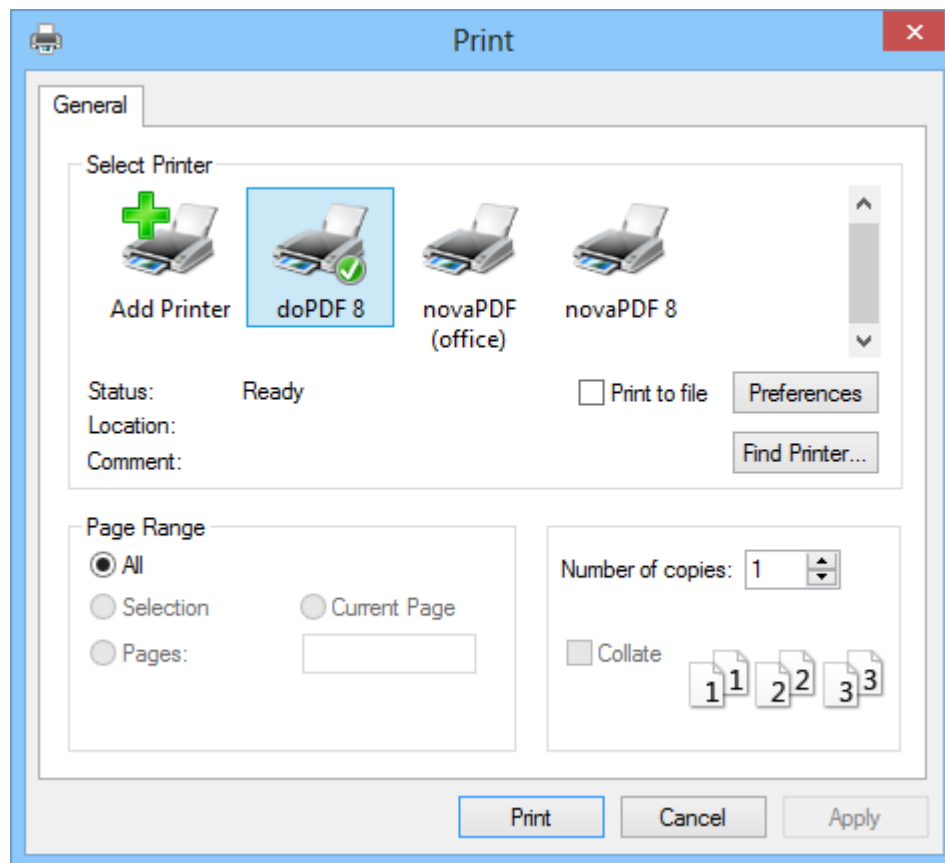 Print
General
Select Printer
Add Printer
doPDF 8
novaPDF
(office)
novaPDF 8
Status: Ready
Print to file
Preferences
Location:
Comment:
Find Printer...
Page Range
All
Selection
Current Page
Pages:
Number of copies: 1
Collate
1 1 2 2 3 3
Print
Cancel
Apply